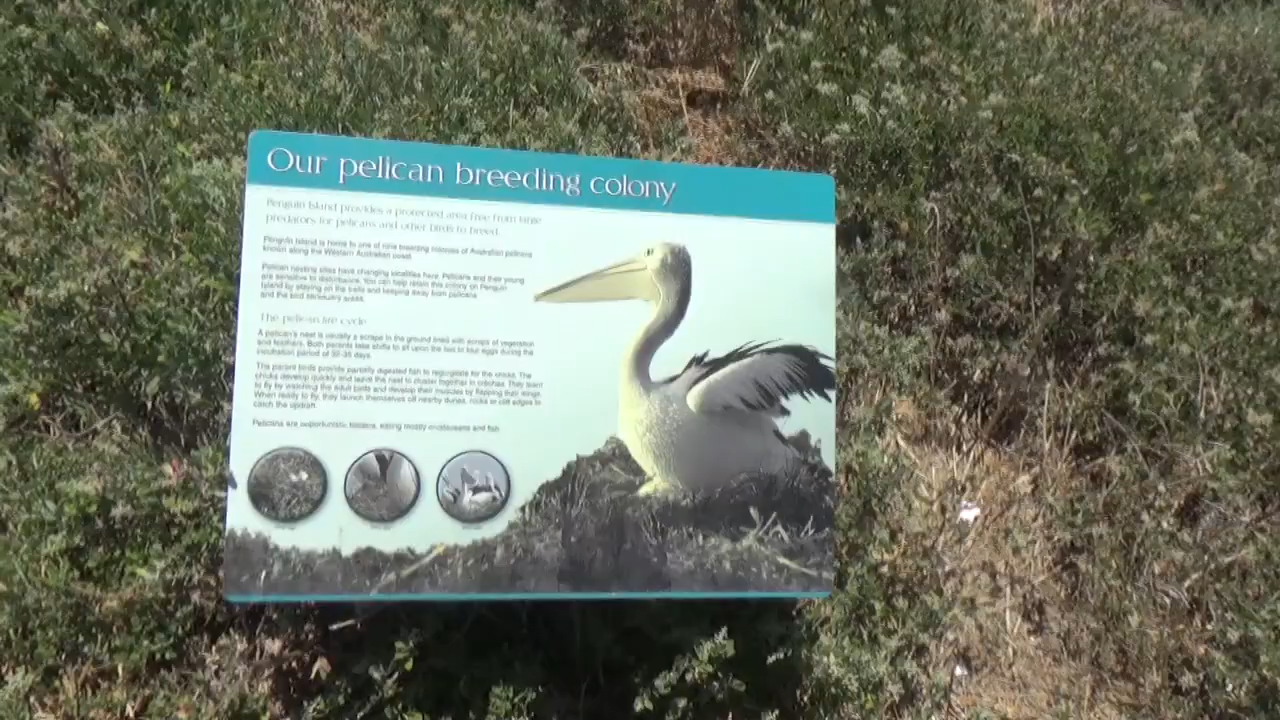 Our pelican breeding colony
Penguin Island provides a protected area free from large
predators for pelicans and other birds to breed.
Penguin Island is home to one of nine breeding colonies of Australian pelicans
known along the Western Australian coast.
Pelican nesting sites have changing localities here. Pelicans and their young
are sensitive to disturbance. You can help retain this colony on Penguin
Island by staying on the trails and keeping away from pelicans
and the bird sanctuary areas.
The pelican life cycle
A pelican's nest is usually a scrape in the ground lined with scraps of vegetation
and feathers. Both parents take shifts to sit upon the two to four eggs during the
incubation period of 32-35 days.
The parent birds provide partially digested fish to regurgitate for the chicks. The
chicks develop quickly and leave the nest to cluster together in crèches. They learn
to fly by watching the adult birds and develop their muscles by flapping their wings.
When ready to fly, they launch themselves off nearby dunes, rocks or cliff edges to
catch the updraft.
Pelicans are opportunistic feeders, eating mostly crustaceans and fish.